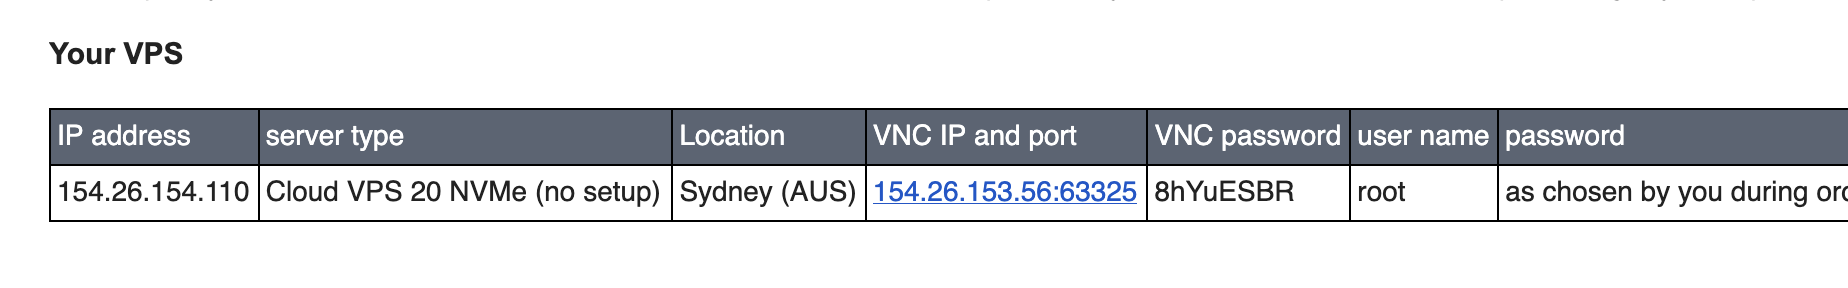 Your VPS
IP address server type Location VNC IP and port VNC password user name password
154.26.154.110 Cloud VPS 20 NVMe (no setup) Sydney (AUS) 154.26.153.56:63325 8hYuESBR root as chosen by you during